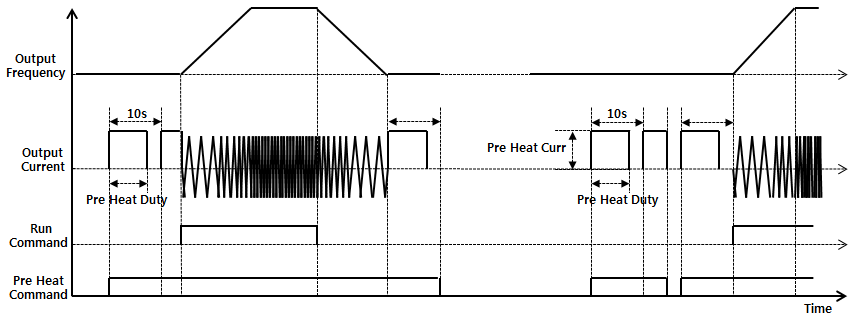 Output
Frequency
10s
10s
Output
Current
Pre Heat Curr
Pre Heat Duty
Pre Heat Duty
Run
Command
Pre Heat
Command
Time